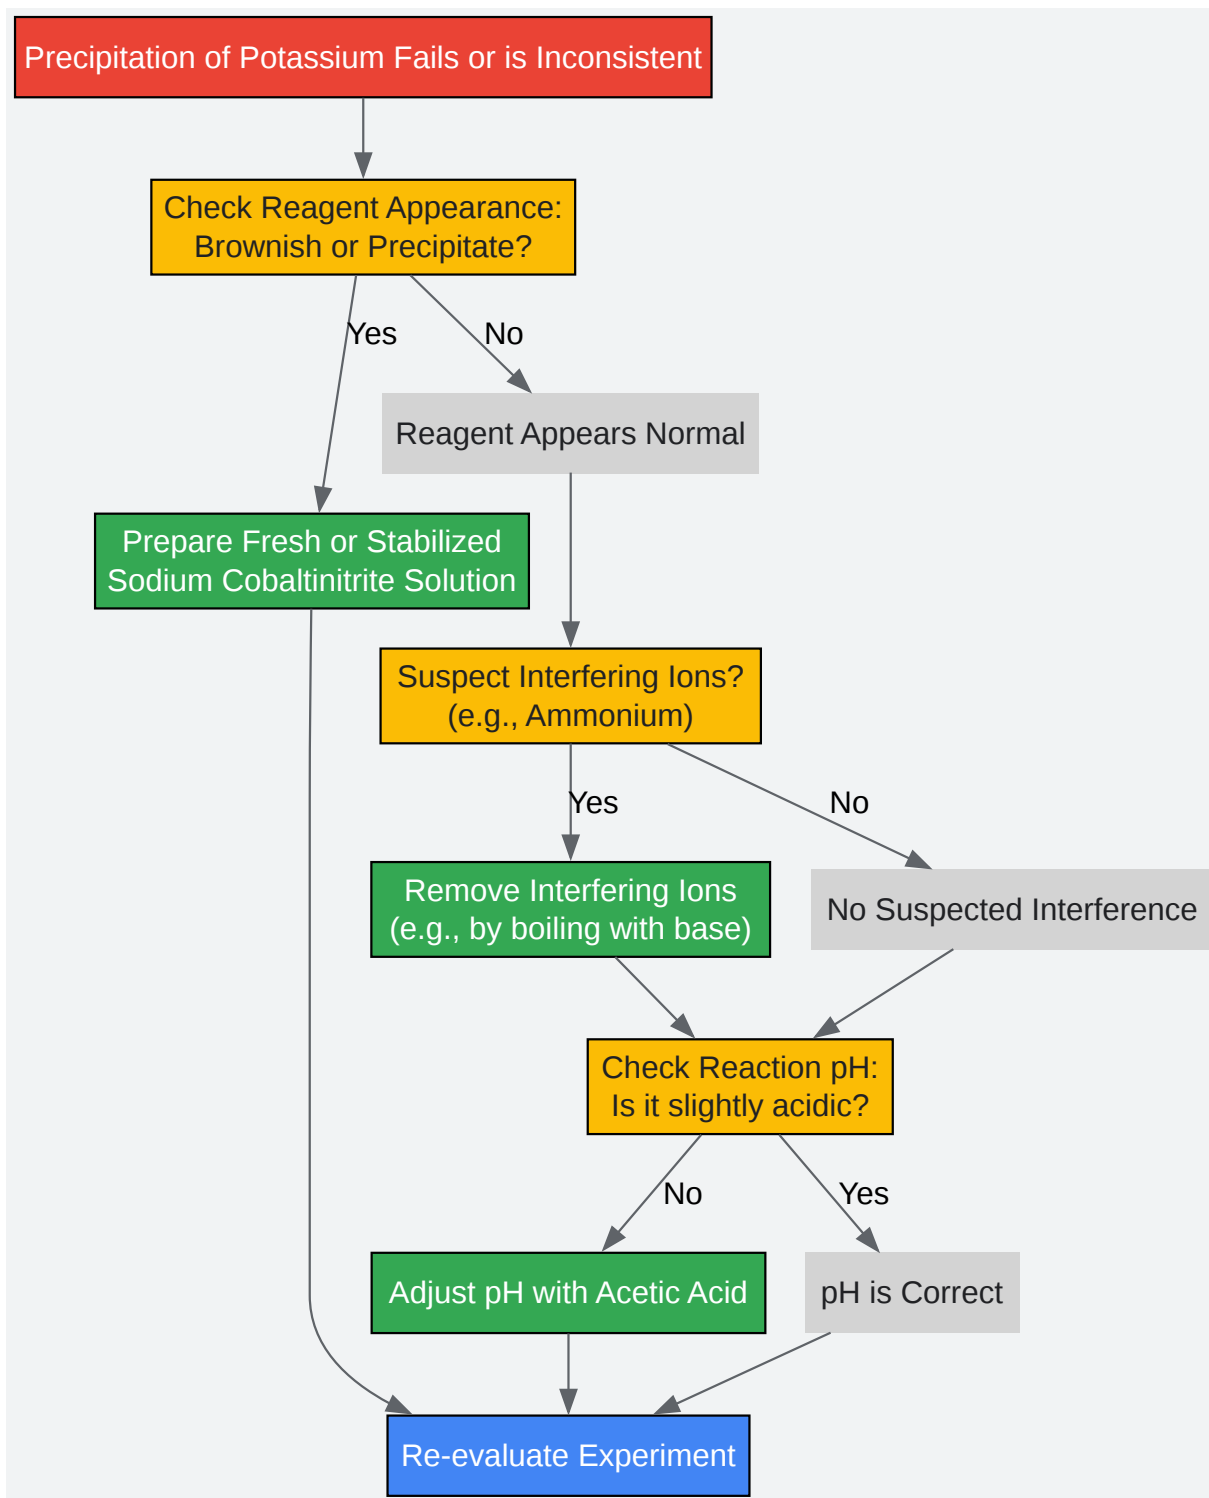 Precipitation of Potassium Fails or is Inconsistent
Check Reagent Appearance:
Brownish or Precipitate?
Yes
No
Reagent Appears Normal
Prepare Fresh or Stabilized
Sodium Cobaltinitrite Solution
Suspect Interfering Ions?
(e.g., Ammonium)
Yes
No
Remove Interfering Ions
(e.g., by boiling with base)
No Suspected Interference
Check Reaction pH:
Is it slightly acidic?
No
Yes
Adjust pH with Acetic Acid
pH is Correct
Re-evaluate Experiment